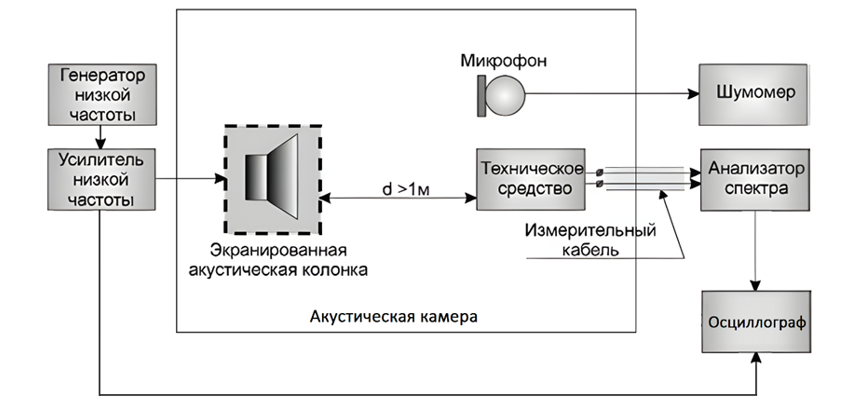 Генератор
низкой
частоты
Усилитель
низкой
частоты
Экранированная
акустическая колонка
d >1м
Микрофон
Шумомер
Техническое
средство
Анализатор
спектра
Измерительный
кабель
Осциллограф
Акустическая камера